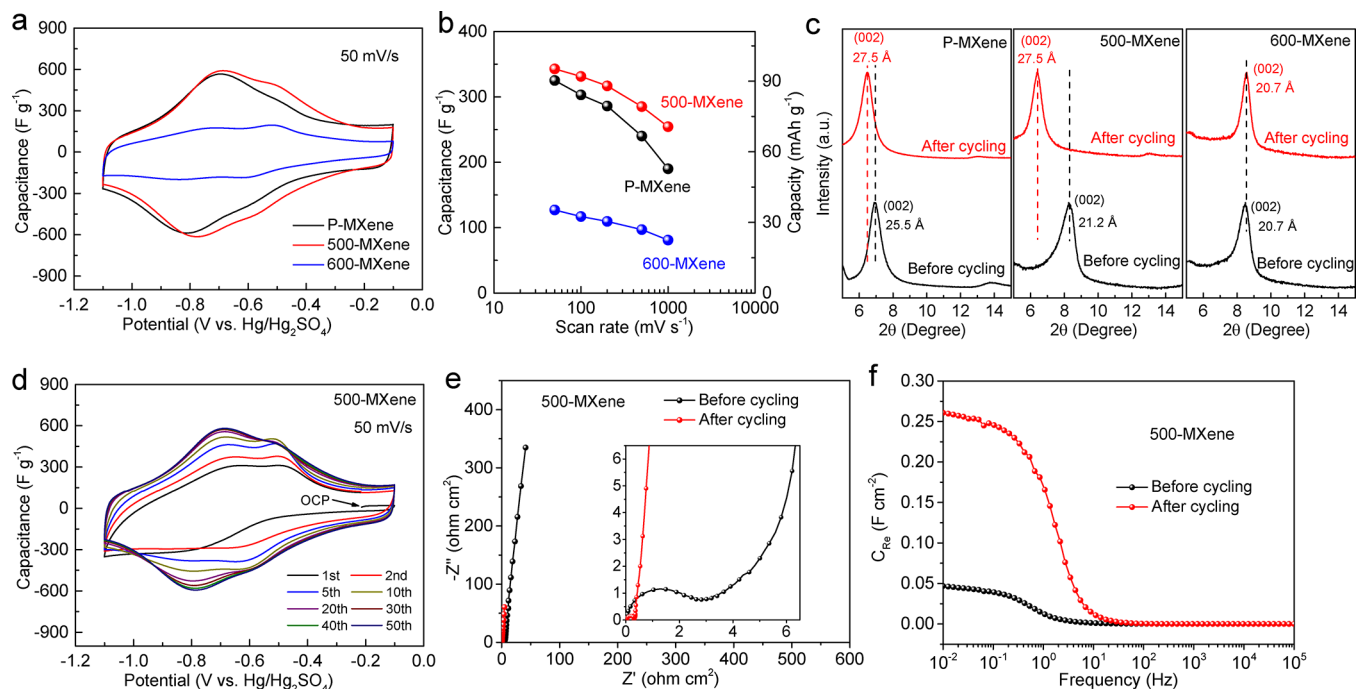 a
900
600
300
0
-300
-600
-900
Capacitance (F g⁻¹)
50 mV/s
P-MXene
500-MXene
600-MXene
-1.2
-1.0
-0.8
-0.6
-0.4
-0.2
0.0
Potential (V vs. Hg/Hg₂SO₄)
b
400
300
200
100
0
Capacitance (F g⁻¹)
90
60
30
0
Capacity (mAh g⁻¹)
500-MXene
P-MXene
600-MXene
10
100
1000
10000
Scan rate (mV s⁻¹)
c
Intensity (a.u.)
P-MXene
(002)
27.5 Å
After cycling
(002)
25.5 Å
Before cycling
6 8 10 12 14
2θ (Degree)
500-MXene
(002)
27.5 Å
After cycling
(002)
21.2 Å
Before cycling
6 8 10 12 14
2θ (Degree)
600-MXene
(002)
20.7 Å
After cycling
(002)
20.7 Å
Before cycling
6 8 10 12 14
2θ (Degree)
d
900
600
300
0
-300
-600
-900
Capacitance (F g⁻¹)
500-MXene
50 mV/s
OCP
1st 2nd
5th 10th
20th 30th
40th 50th
-1.2
-1.0
-0.8
-0.6
-0.4
-0.2
0.0
Potential (V vs. Hg/Hg₂SO₄)
e
450
400
350
300
250
200
150
100
50
0
-Z" (ohm cm²)
500-MXene
Before cycling
After cycling
6
5
4
3
2
1
0
0 2 4 6
0 100 200 300 400 500 600
Z' (ohm cm²)
f
0.30
0.25
0.20
0.15
0.10
0.05
0.00
C_Re (F cm⁻²)
500-MXene
Before cycling
After cycling
10⁻² 10⁻¹ 10⁰ 10¹ 10² 10³ 10⁴ 10⁵
Frequency (Hz)